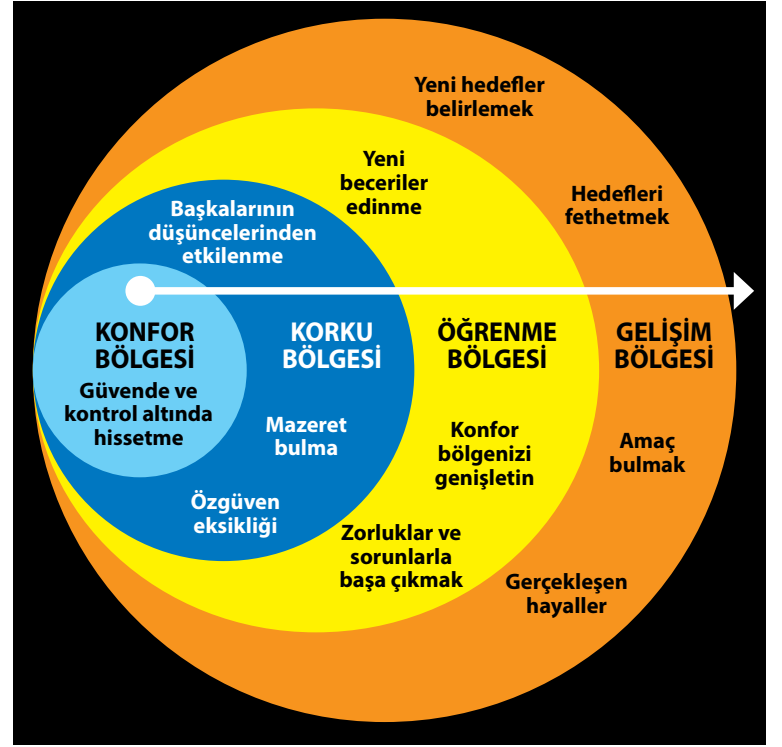 Yeni hedefler
belirlemek
Yeni
beceriler
edinme
Hedefleri
fethetmek
Başkalarının
düşüncelerinden
etkilenme
KONFOR
BÖLGESİ
Güvende ve
kontrol altında
hissetme
KORKU
BÖLGESİ
Mazeret
bulma
Özgüven
eksikliği
ÖĞRENME
BÖLGESİ
Konfor
bölgenizi
genişletin
Zorluklar ve
sorunlarla
başa çıkmak
GELİŞİM
BÖLGESİ
Amaç
bulmak
Gerçekleşen
hayaller